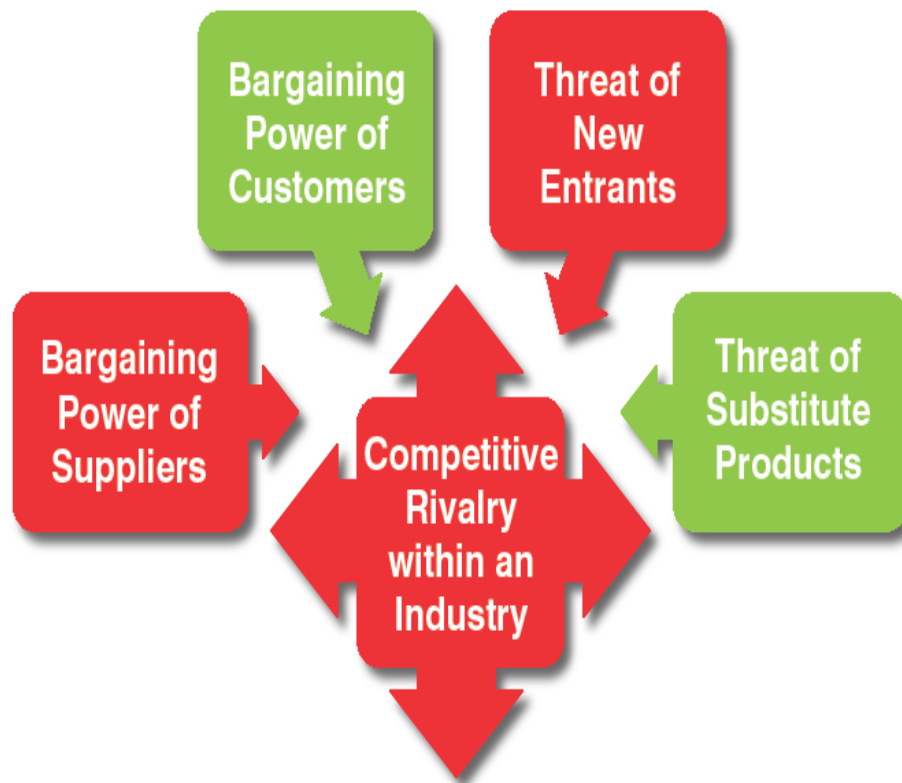 Bargaining
Power of
Customers
Threat of
New
Entrants
Bargaining
Power of
Suppliers
Threat of
Substitute
Products
Competitive
Rivalry
within an
Industry